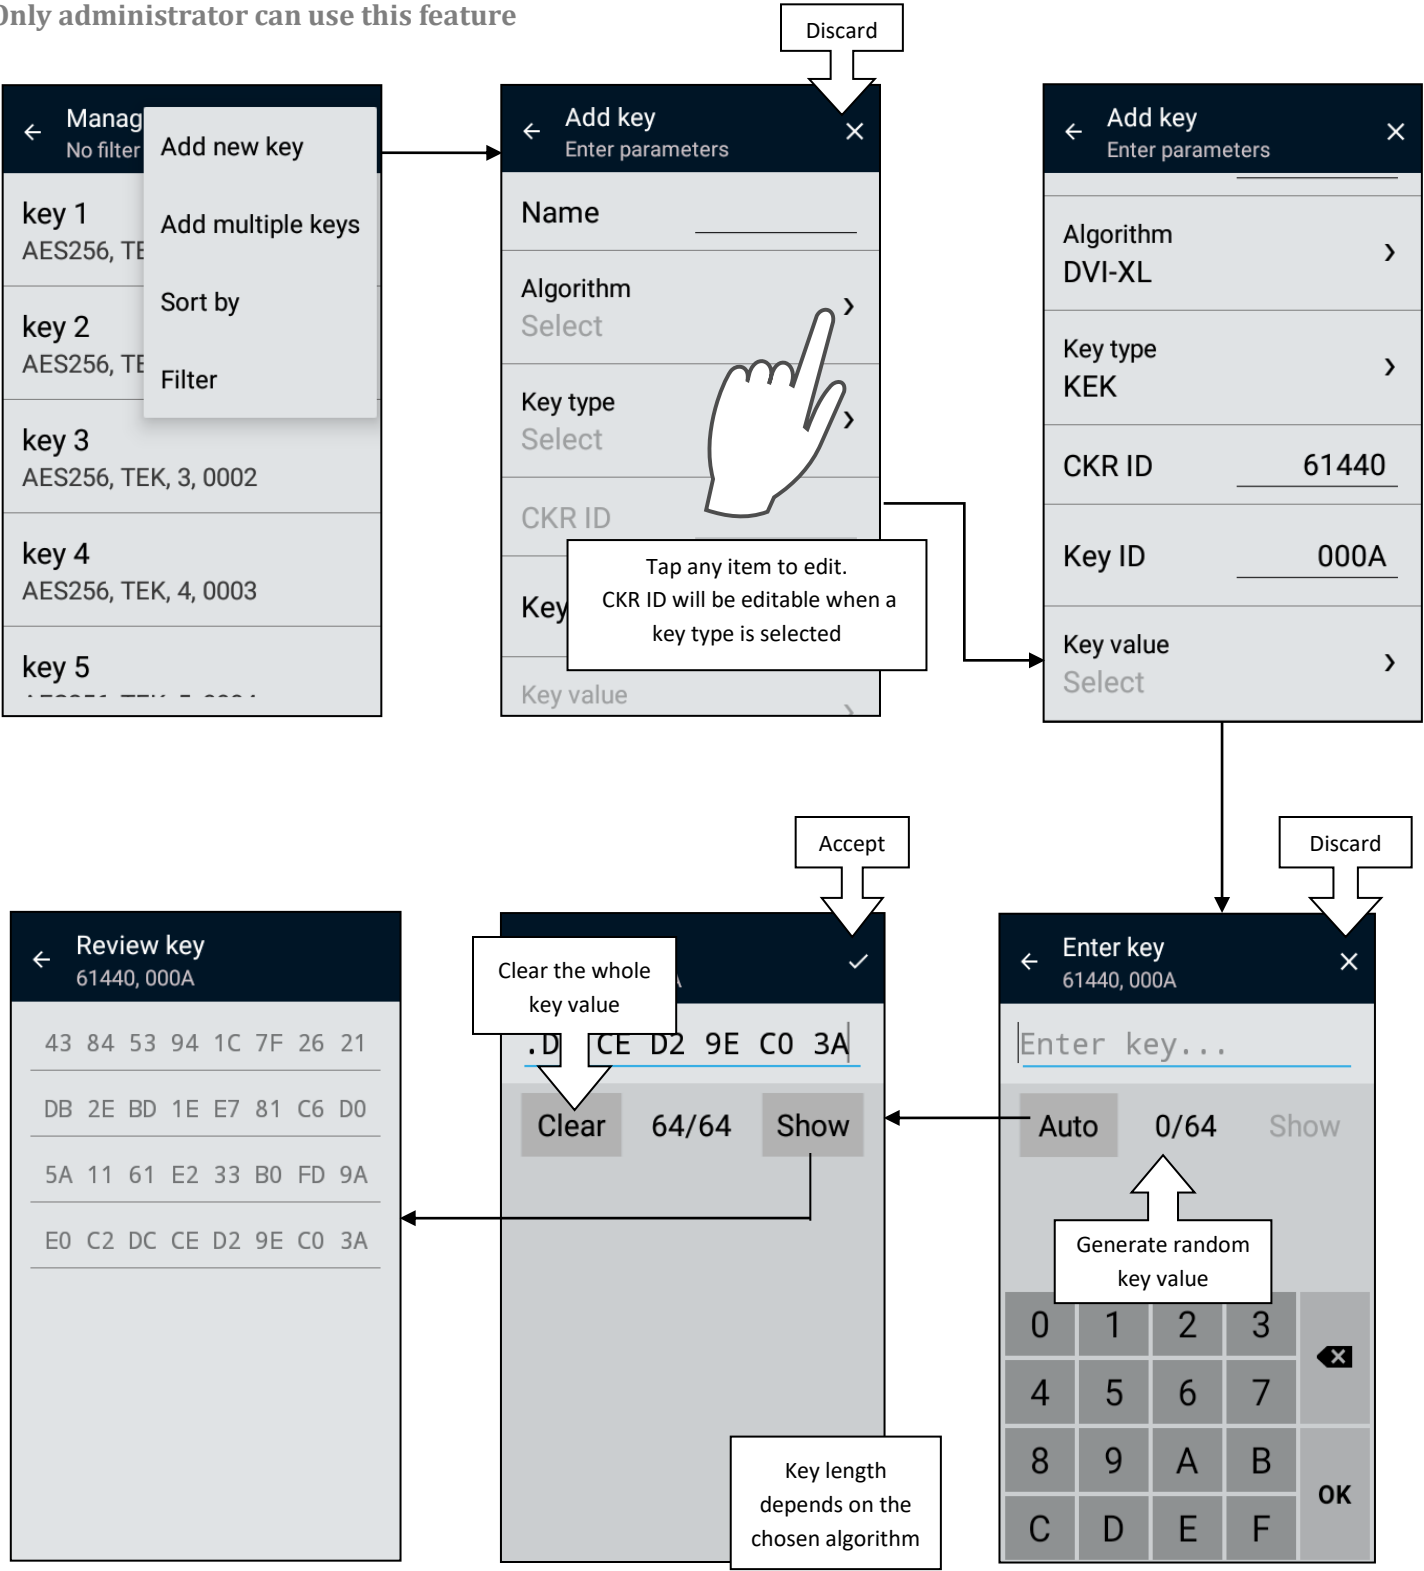 Only administrator can use this feature
Discard
Manag
No filter
Add new key
Add multiple keys
Sort by
Filter
key 1
AES256, TE
key 2
AES256, TE
key 3
AES256, TEK, 3, 0002
key 4
AES256, TEK, 4, 0003
key 5
Add key
Enter parameters
Name
Algorithm
Select
Key type
Select
CKR ID
Key
Key value
Tap any item to edit.
CKR ID will be editable when a
key type is selected
Add key
Enter parameters
Algorithm
DVI-XL
Key type
KEK
CKR ID 61440
Key ID 000A
Key value
Select
Review key
61440, 000A
43 84 53 94 1C 7F 26 21
DB 2E BD 1E E7 81 C6 D0
5A 11 61 E2 33 B0 FD 9A
E0 C2 DC CE D2 9E C0 3A
Accept
Clear the whole
key value
.D CE D2 9E C0 3A
Clear 64/64 Show
Key length
depends on the
chosen algorithm
Discard
Enter key
61440, 000A
Enter key...
Auto 0/64 Show
Generate random
key value
0 1 2 3
4 5 6 7
8 9 A B
OK
C D E F